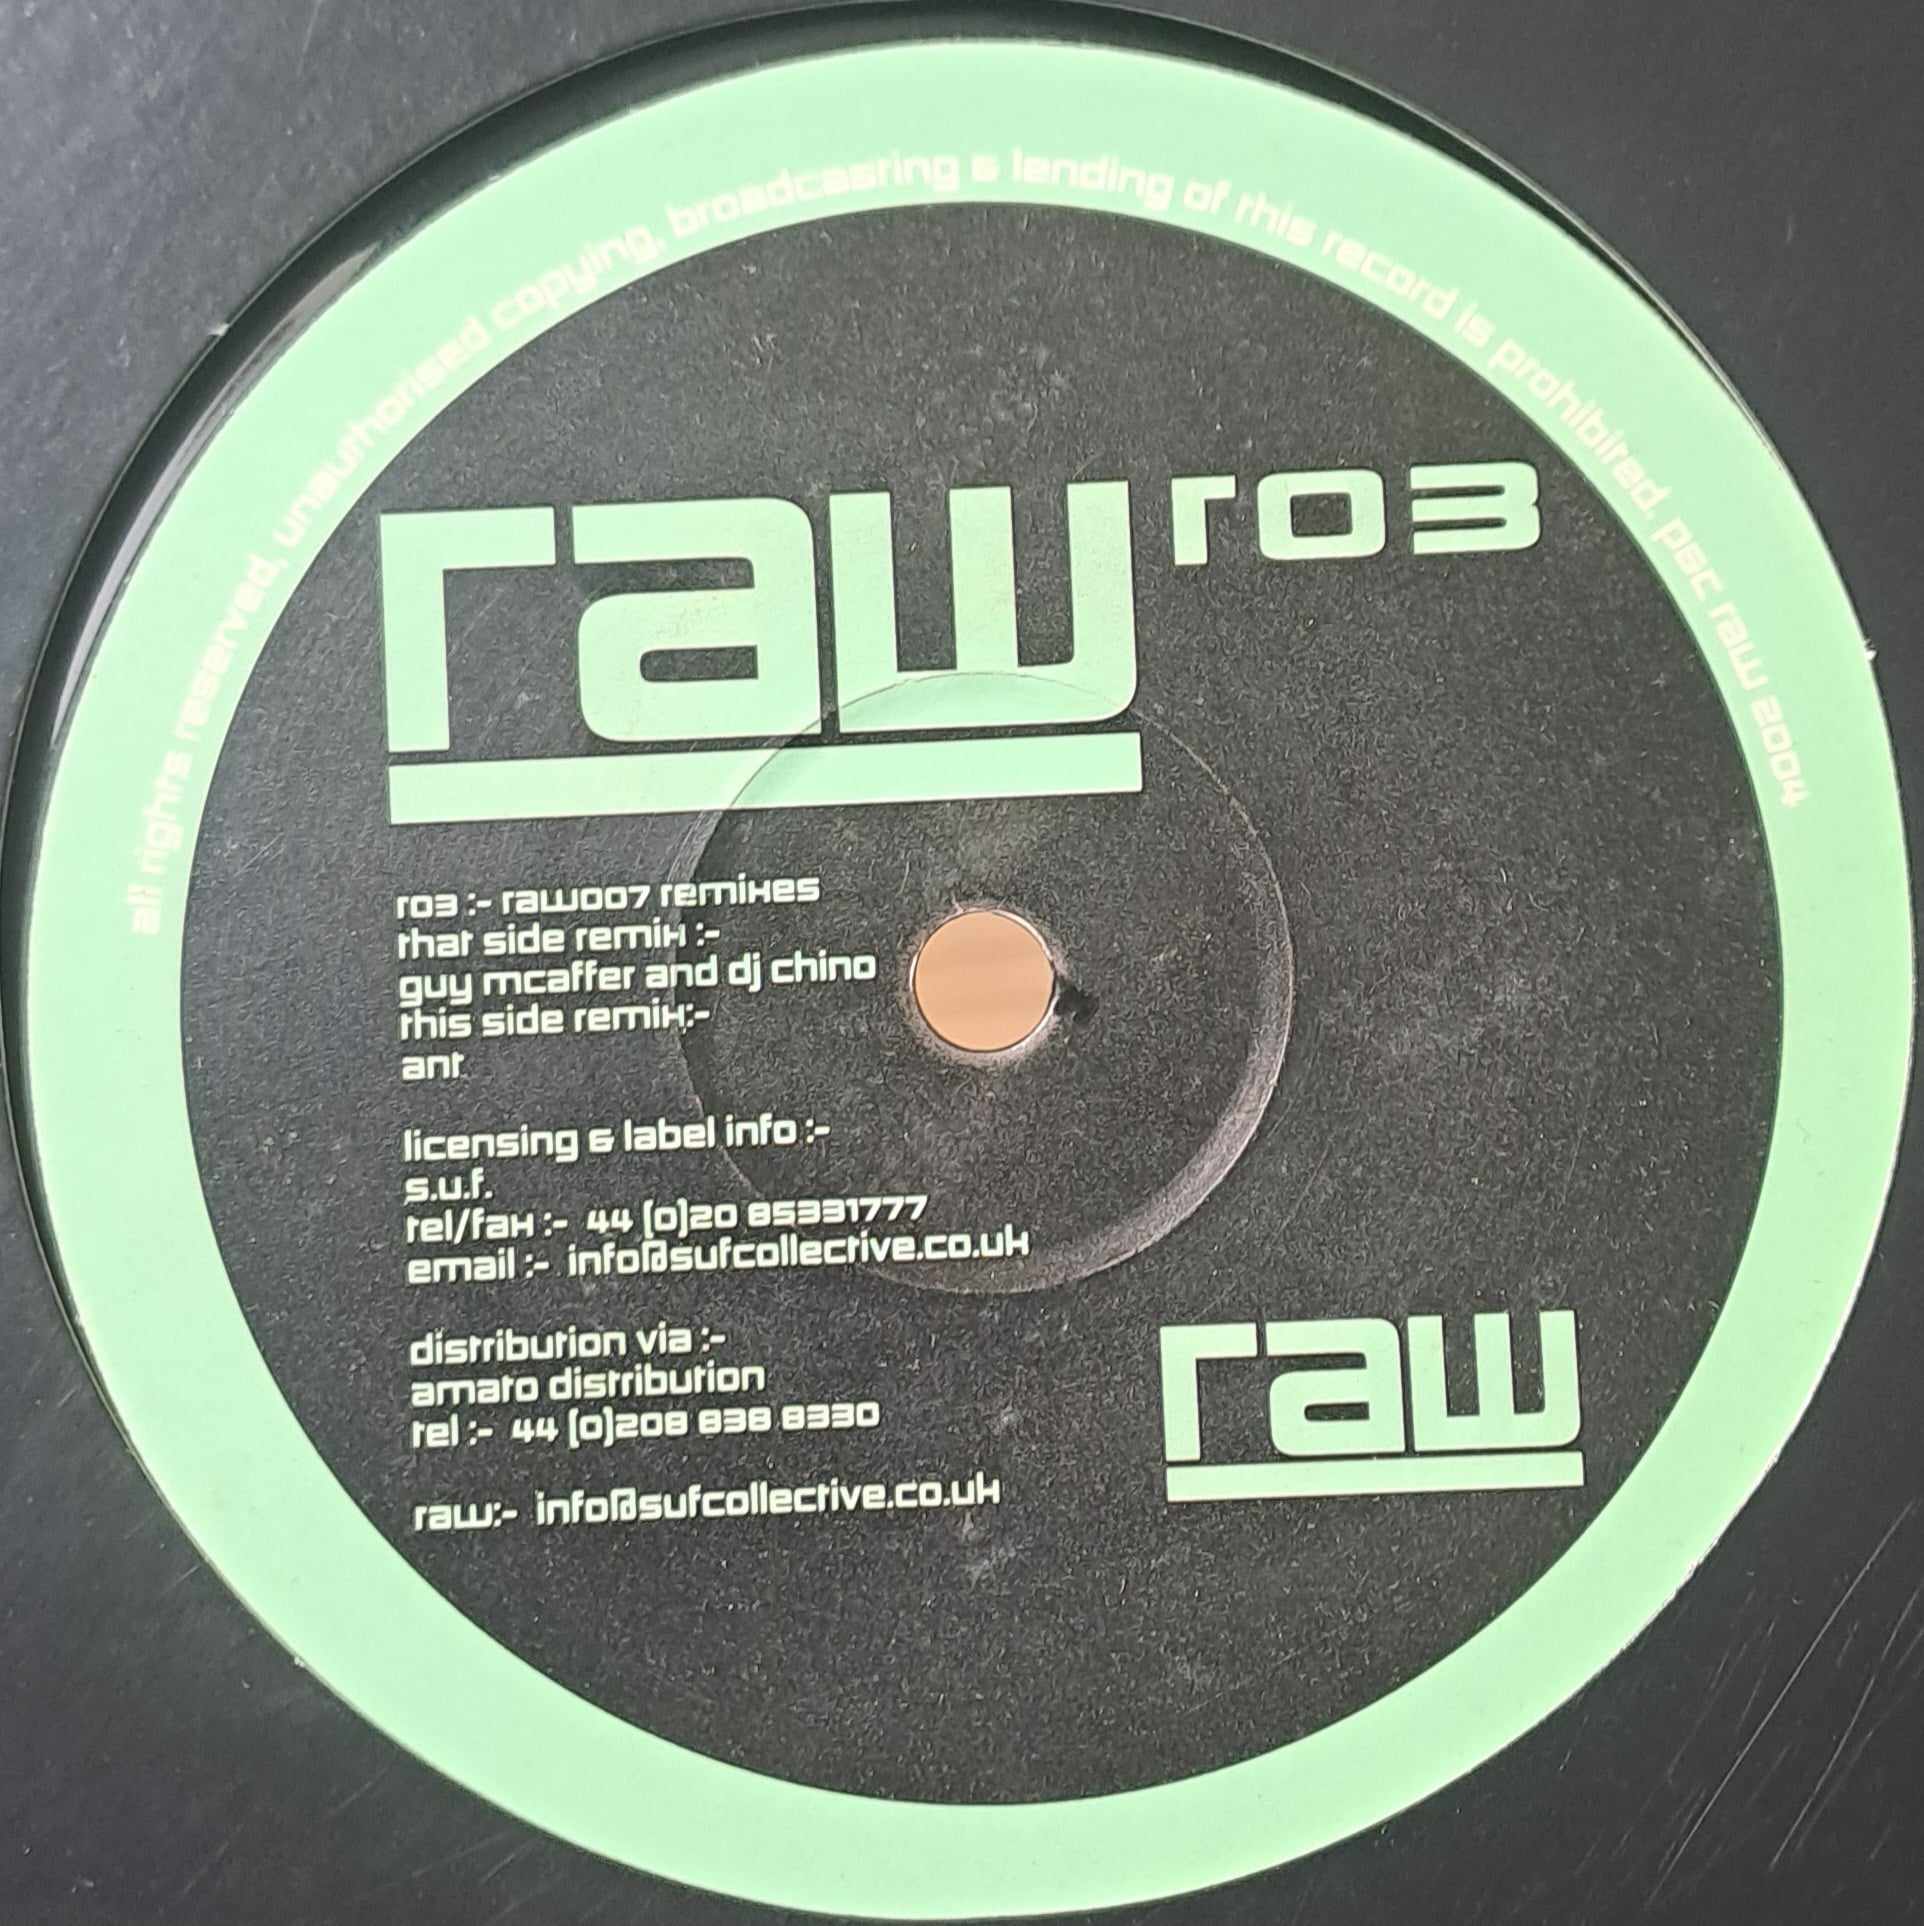 all rights reserved, unauthorised copying, broadcasting & lending of this record is prohibited. p&c raw 2004
raw r03
r03 :- raw007 remixes
that side remix :-
guy mcaffer and dj chino
this side remix:-
ant
licensing & label info :-
s.u.f.
tel/fax :- 44 (0)20 85331777
email :- info@sufcollective.co.uk
distribution via :-
amato distribution
tel :- 44 (0)208 838 8330
raw:- info@sufcollective.co.uk
raw